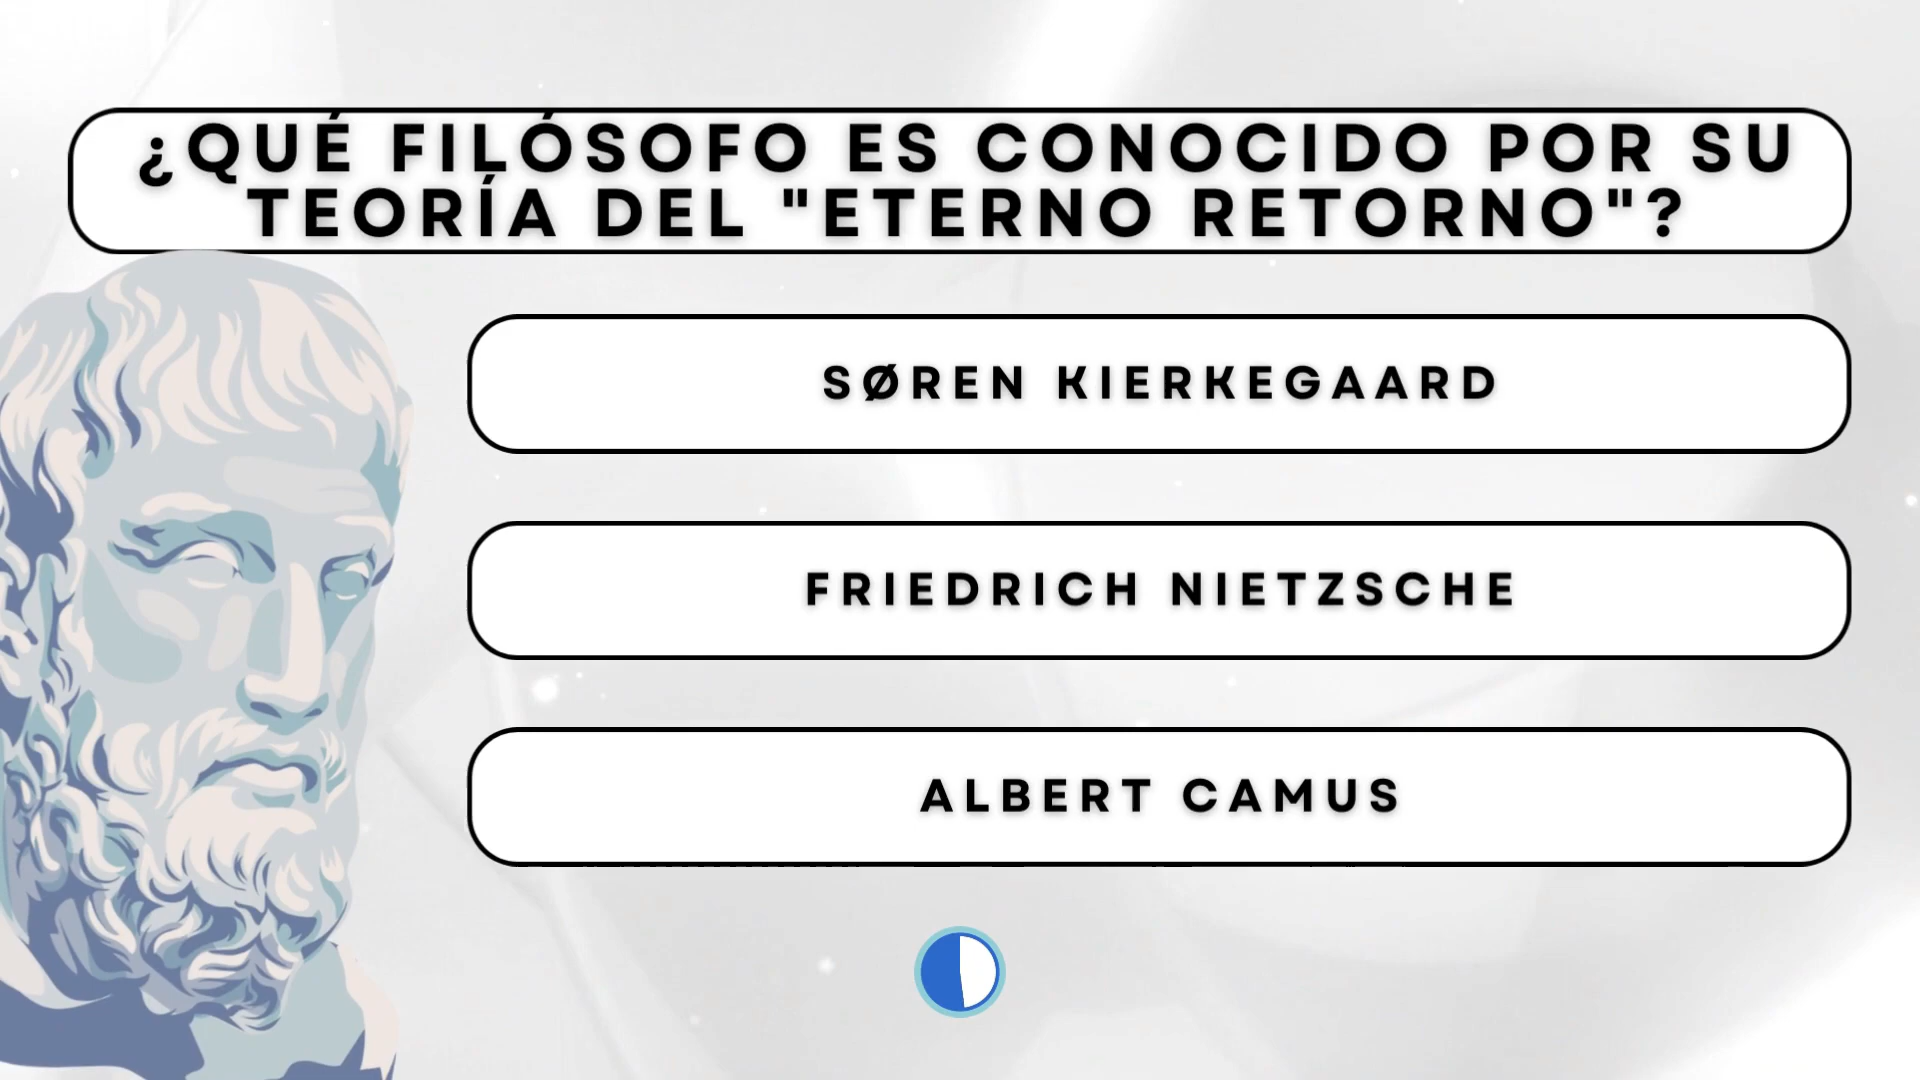 ¿QUÉ FILÓSOFO ES CONOCIDO POR SU
TEORÍA DEL "ETERNO RETORNO"?
SØREN KIERKEGAARD
FRIEDRICH NIETZSCHE
ALBERT CAMUS